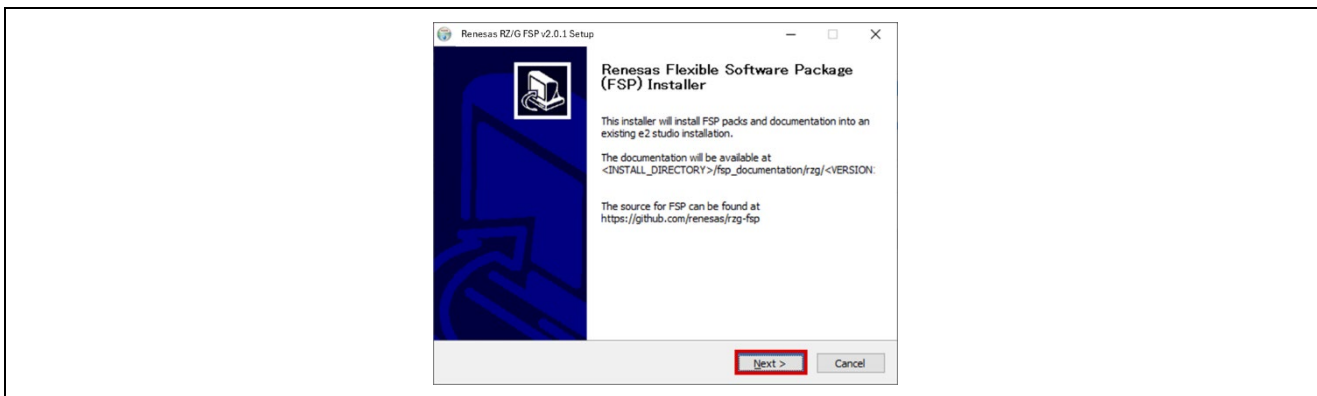 Renesas RZ/G FSP v2.0.1 Setup
Renesas Flexible Software Package
(FSP) Installer
This installer will install FSP packs and documentation into an
existing e2 studio installation.
The documentation will be available at
<INSTALL_DIRECTORY>/fsp_documentation/rzg/<VERSION:
The source for FSP can be found at
https://github.com/renesas/rzg-fsp
Next >
Cancel